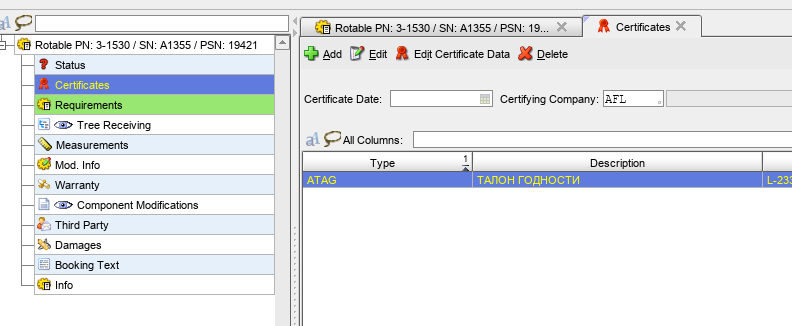 Rotable PN: 3-1530 / SN: A1355 / PSN: 19421
Status
Certificates
Requirements
Tree Receiving
Measurements
Mod. Info
Warranty
Component Modifications
Third Party
Damages
Booking Text
Info
Rotable PN: 3-1530 / SN: A1355 / PSN: 19...
Certificates
Add Edit Edit Certificate Data Delete
Certificate Date: Certifying Company: AFL
All Columns:
Type 1 Description
ATAG ТАЛОН ГОДНОСТИ L-233